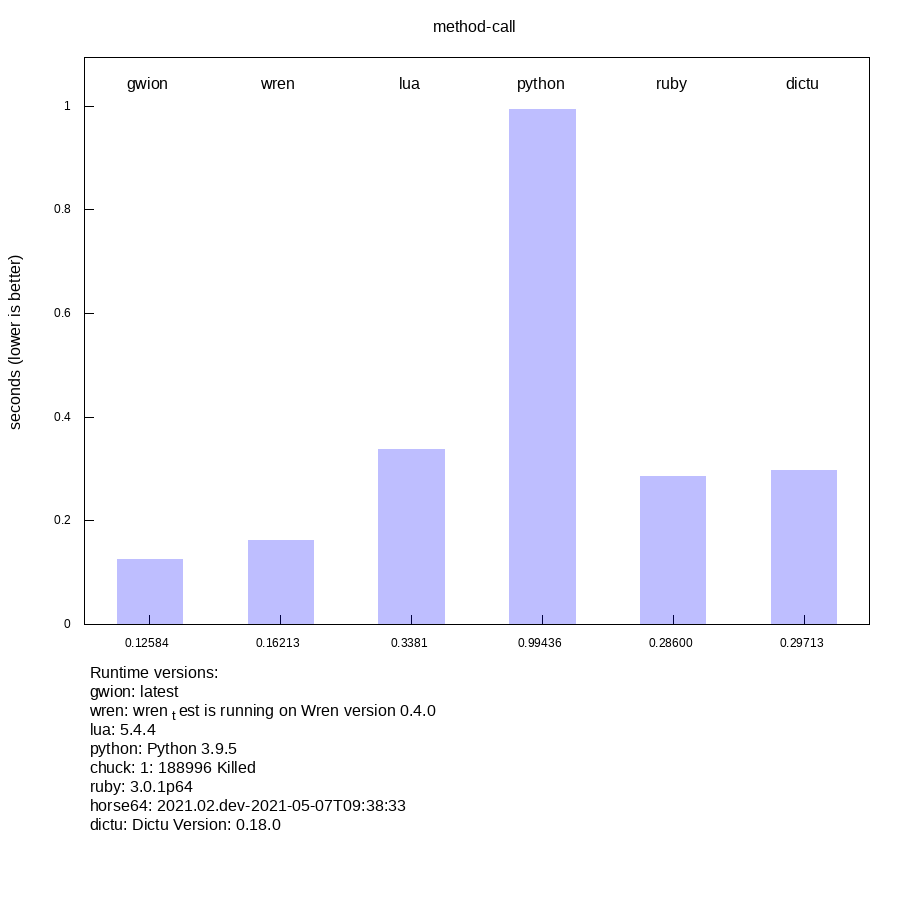 method-call
gwion wren lua python ruby dictu
seconds (lower is better)
1
0.8
0.6
0.4
0.2
0
0.12584 0.16213 0.3381 0.99436 0.28600 0.29713
Runtime versions:
gwion: latest
wren: wren t est is running on Wren version 0.4.0
lua: 5.4.4
python: Python 3.9.5
chuck: 1: 188996 Killed
ruby: 3.0.1p64
horse64: 2021.02.dev-2021-05-07T09:38:33
dictu: Dictu Version: 0.18.0